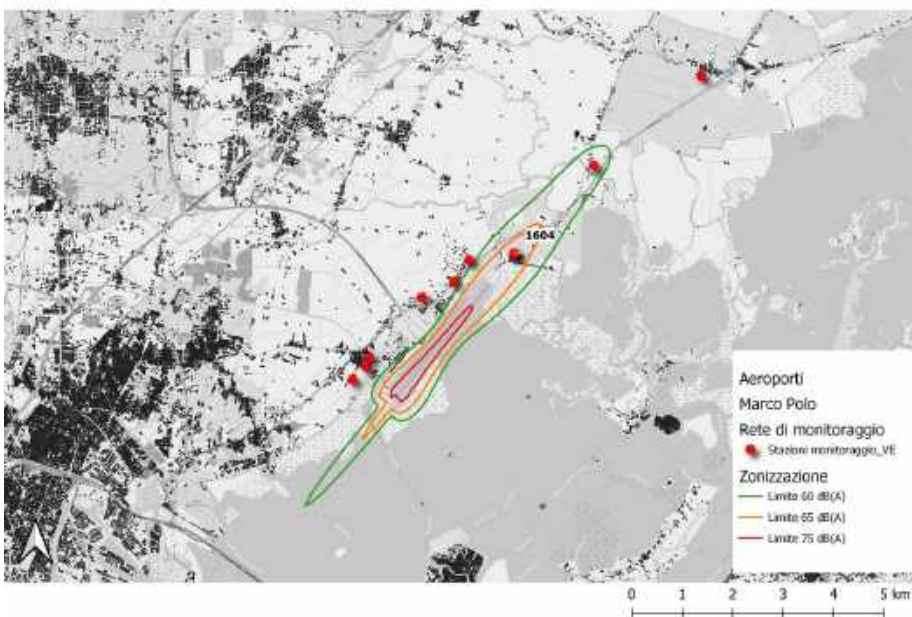 1604
Aeroporti
Marco Polo
Rete di monitoraggio
Stazioni monitoraggio_VE
Zonizzazione
Limite 60 dB(A)
Limite 65 dB(A)
Limite 75 dB(A)
0 1 2 3 4 5 km